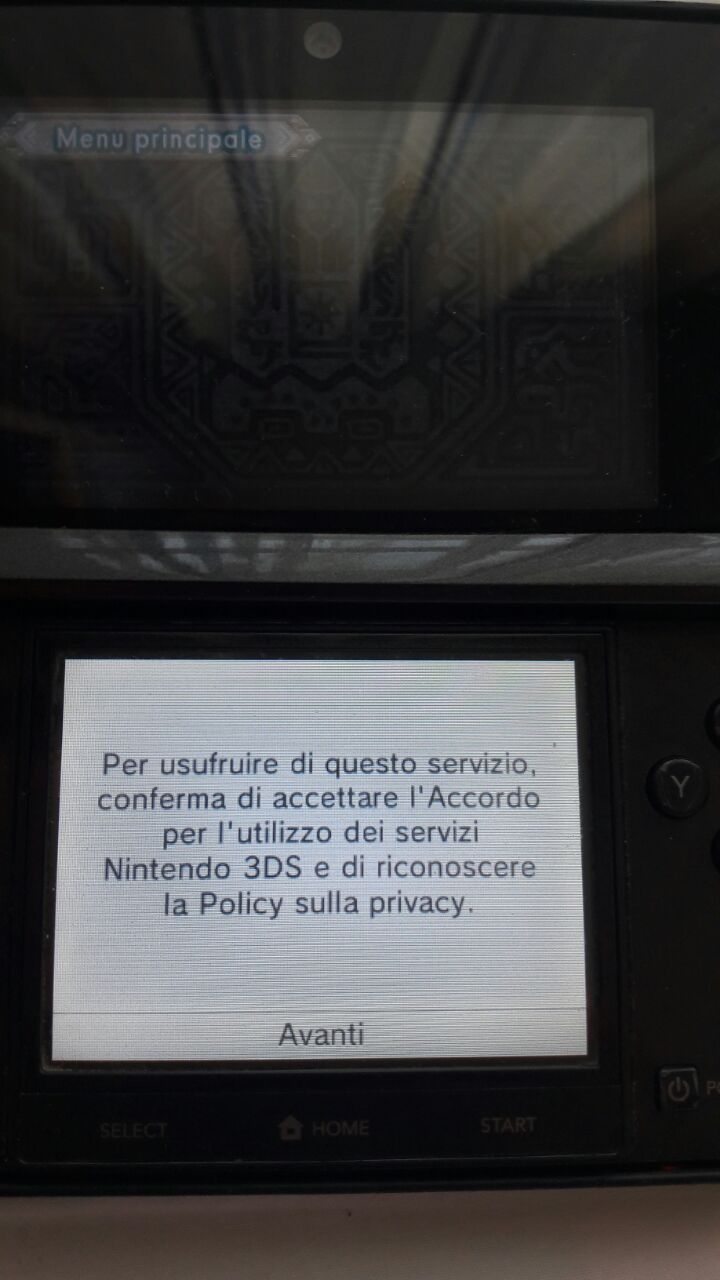 Menu principale
Per usufruire di questo servizio,
conferma di accettare l'Accordo
per l'utilizzo dei servizi
Nintendo 3DS e di riconoscere
la Policy sulla privacy.
Avanti
Y
SELECT
HOME
START